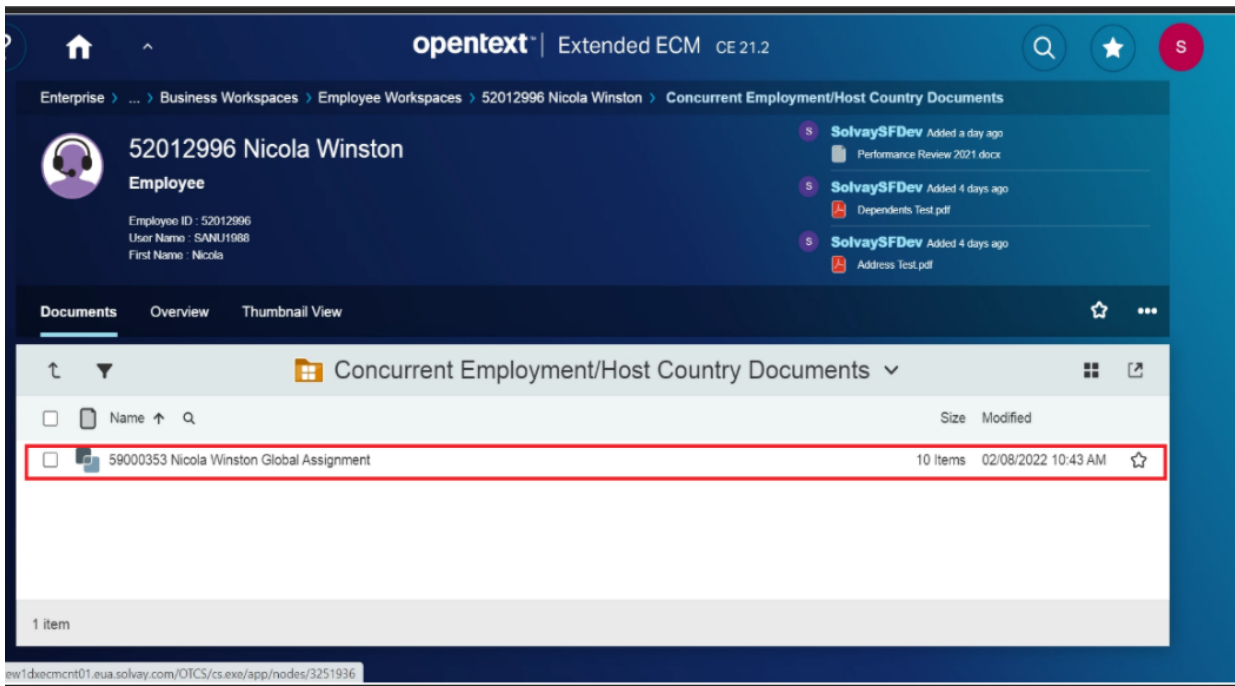 ?
opentext™ | Extended ECM CE 21.2
S
Enterprise > ... > Business Workspaces > Employee Workspaces > 52012996 Nicola Winston > Concurrent Employment/Host Country Documents
52012996 Nicola Winston
Employee
Employee ID : 52012996
User Name : SANU1988
First Name : Nicola
S SolvaySFDev Added a day ago
Performance Review 2021.docx
S SolvaySFDev Added 4 days ago
Dependents Test.pdf
S SolvaySFDev Added 4 days ago
Address Test.pdf
Documents Overview Thumbnail View
Concurrent Employment/Host Country Documents
Name Size Modified
59000353 Nicola Winston Global Assignment 10 Items 02/08/2022 10:43 AM
1 item
ew1dxecmcnt01.eua.solvay.com/OTCS/cs.exe/app/nodes/3251936